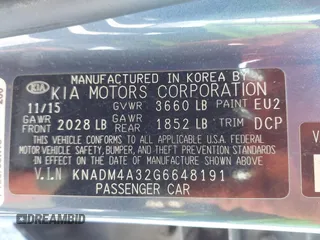 MANUFACTURED IN KOREA BY
KIA KIA MOTORS CORPORATION
11/15 GVWR 3660 LB PAINT EU2
GAWR FRONT 2028 LB GAWR REAR 1852 LB TRIM DCP
THIS VEHICLE CONFORMS TO ALL APPLICABLE U.S.A. FEDERAL
MOTOR VEHICLE SAFETY, BUMPER, AND THEFT PREVENTION
STANDARDS IN EFFECT ON THE DATE OF MANUFACTURE SHOWN ABOVE.
V.I.N KNADM4A32G6648191
PASSENGER CAR
DREAMBID